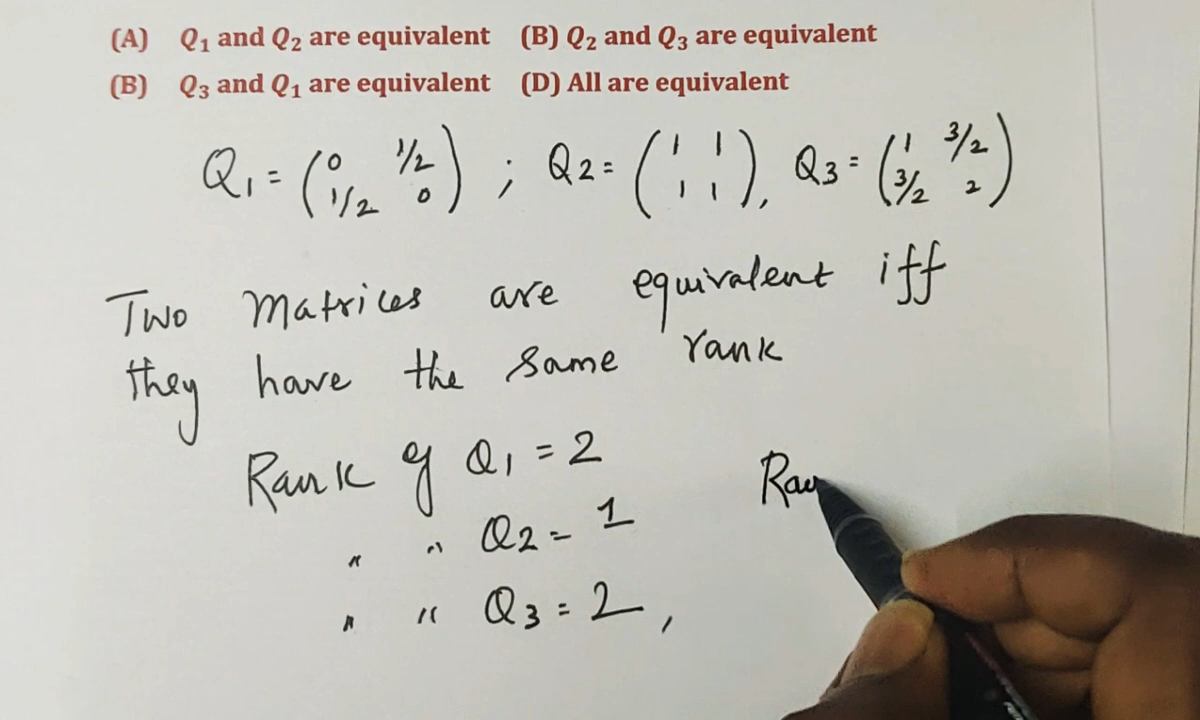 (A) Q₁ and Q₂ are equivalent (B) Q₂ and Q₃ are equivalent
(B) Q₃ and Q₁ are equivalent (D) All are equivalent
Q₁ = (0 1/2; 1/2 0) ; Q₂ = (1 1; 1 1), Q₃ = (1 3/2; 3/2 2)
Two Matrices are equivalent iff
they have the same rank
Rank of Q₁ = 2 Ran
" " Q₂ = 1
" " Q₃ = 2,